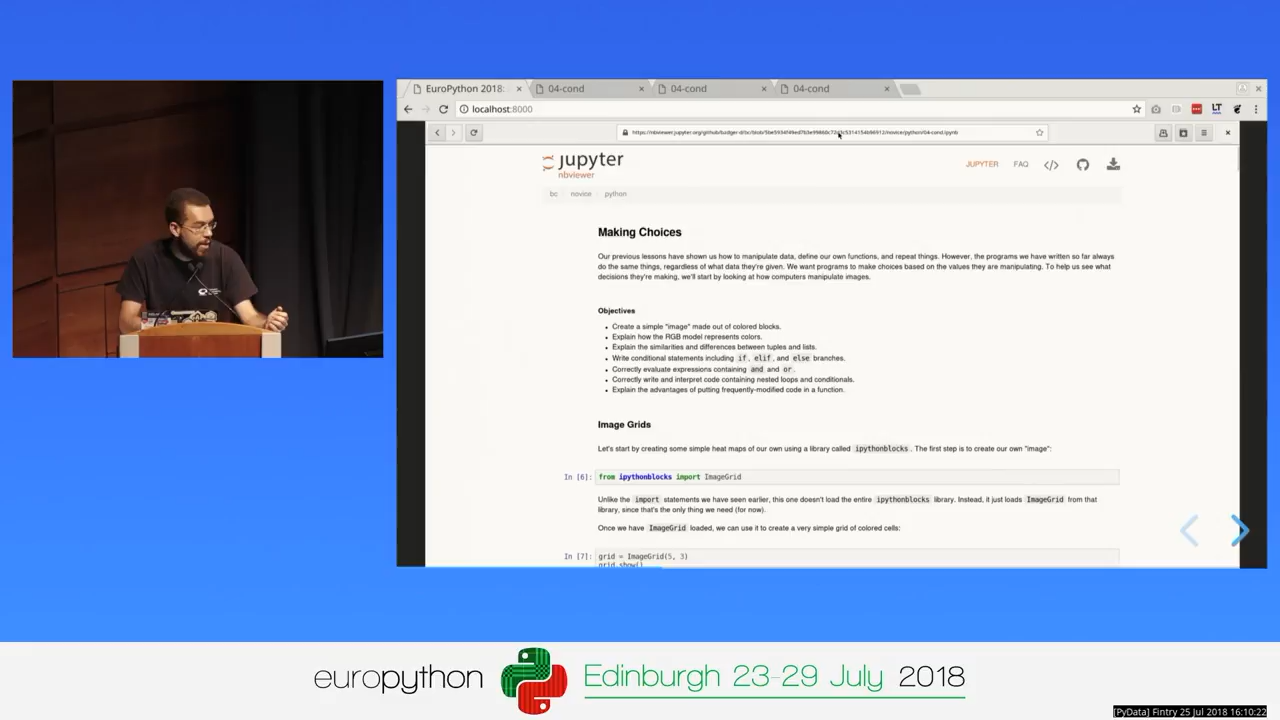 EuroPython 2018:
04-cond
04-cond
04-cond
localhost:8000
LT
jupyter
nbviewer
JUPYTER
FAQ
bc
novice
python
Making Choices
Our previous lessons have shown us how to manipulate data, define our own functions, and repeat things. However, the programs we have written so far always
do the same things, regardless of what data they're given. We want programs to make choices based on the values they are manipulating. To help us see what
decisions they're making, we'll start by looking at how computers manipulate images.
Objectives
Create a simple "image" made out of colored blocks.
Explain how the RGB model represents colors.
Explain the similarities and differences between tuples and lists.
Write conditional statements including if, elif, and else branches.
Correctly evaluate expressions containing and and or.
Correctly write and interpret code containing nested loops and conditionals.
Explain the advantages of putting frequently-modified code in a function.
Image Grids
Let's start by creating some simple heat maps of our own using a library called ipythonblocks. The first step is to create our own "image":
In [6]: from ipythonblocks import ImageGrid
Unlike the import statements we have seen earlier, this one doesn't load the entire ipythonblocks library. Instead, it just loads ImageGrid from that
library, since that's the only thing we need (for now).
Once we have ImageGrid loaded, we can use it to create a very simple grid of colored cells:
In [7]: grid = ImageGrid(5, 3)
grid.show()
europython
Edinburgh 23-29 July 2018
[PyData] Fintry 25 Jul 2018 16:10:22